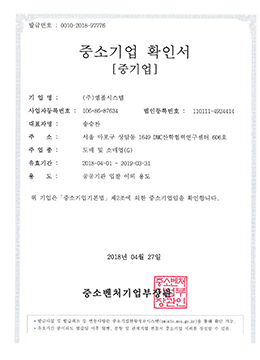 발급번호 : 0010-2018-97776
중소기업 확인서
[중기업]
기 업 명 : (주)엠폼시스템
사업자등록번호 : 106-86-87634 법인등록번호 : 110111-4924414
대표자명 : 송승찬
주 소 : 서울 마포구 상암동 1649 DMC산학협력연구센터 606호
주 업 종 : 도매 및 소매업(G)
유효기간 : 2018-04-01 ~ 2019-03-31
용 도 : 공공기관 입찰 이외 용도
위 기업은 「중소기업기본법」 제2조에 의한 중소기업임을 확인합니다.
2018년 04월 27일
중소벤처기업부장관